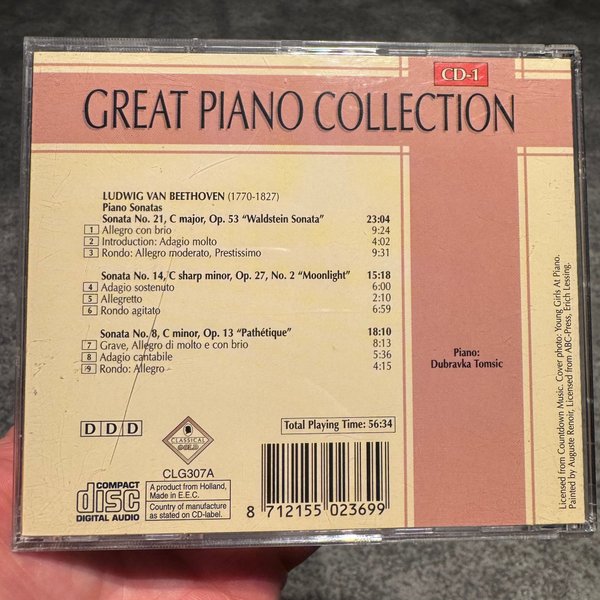 CD-1
GREAT PIANO COLLECTION
LUDWIG VAN BEETHOVEN (1770-1827)
Piano Sonatas
Sonata No. 21, C major, Op. 53 "Waldstein Sonata" 23:04
1 Allegro con brio 9:24
2 Introduction: Adagio molto 4:02
3 Rondo: Allegro moderato, Prestissimo 9:31
Sonata No. 14, C sharp minor, Op. 27, No. 2 "Moonlight" 15:18
4 Adagio sostenuto 6:00
5 Allegretto 2:10
6 Rondo agitato 6:59
Sonata No. 8, C minor, Op. 13 "Pathétique" 18:10
7 Grave, Allegro di molto e con brio 8:13
8 Adagio cantabile 5:36
9 Rondo: Allegro 4:15
Piano:
Dubravka Tomsic
DDD
CLASSICAL
GOLD
CLG307A
Total Playing Time: 56:34
COMPACT
disc
DIGITAL AUDIO
A product from Holland,
Made in E.E.C.
Country of manufacture
as stated on CD-label.
8 712155 023699
Licensed from Countdown Music. Cover photo: Young Girls At Piano.
Painted by Auguste Renoir, Licensed from ABC-Press, Erich Lessing.